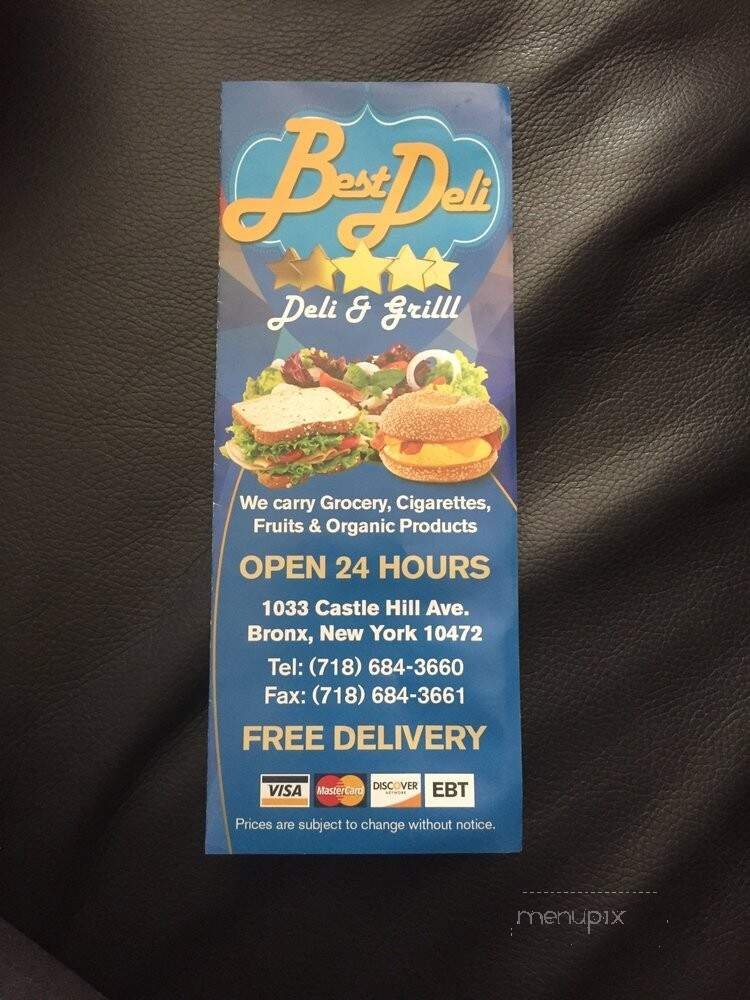 Best Deli
Deli & Grilll
We carry Grocery, Cigarettes,
Fruits & Organic Products
OPEN 24 HOURS
1033 Castle Hill Ave.
Bronx, New York 10472
Tel: (718) 684-3660
Fax: (718) 684-3661
FREE DELIVERY
VISA MasterCard DISCOVER NETWORK EBT
Prices are subject to change without notice.
menupix